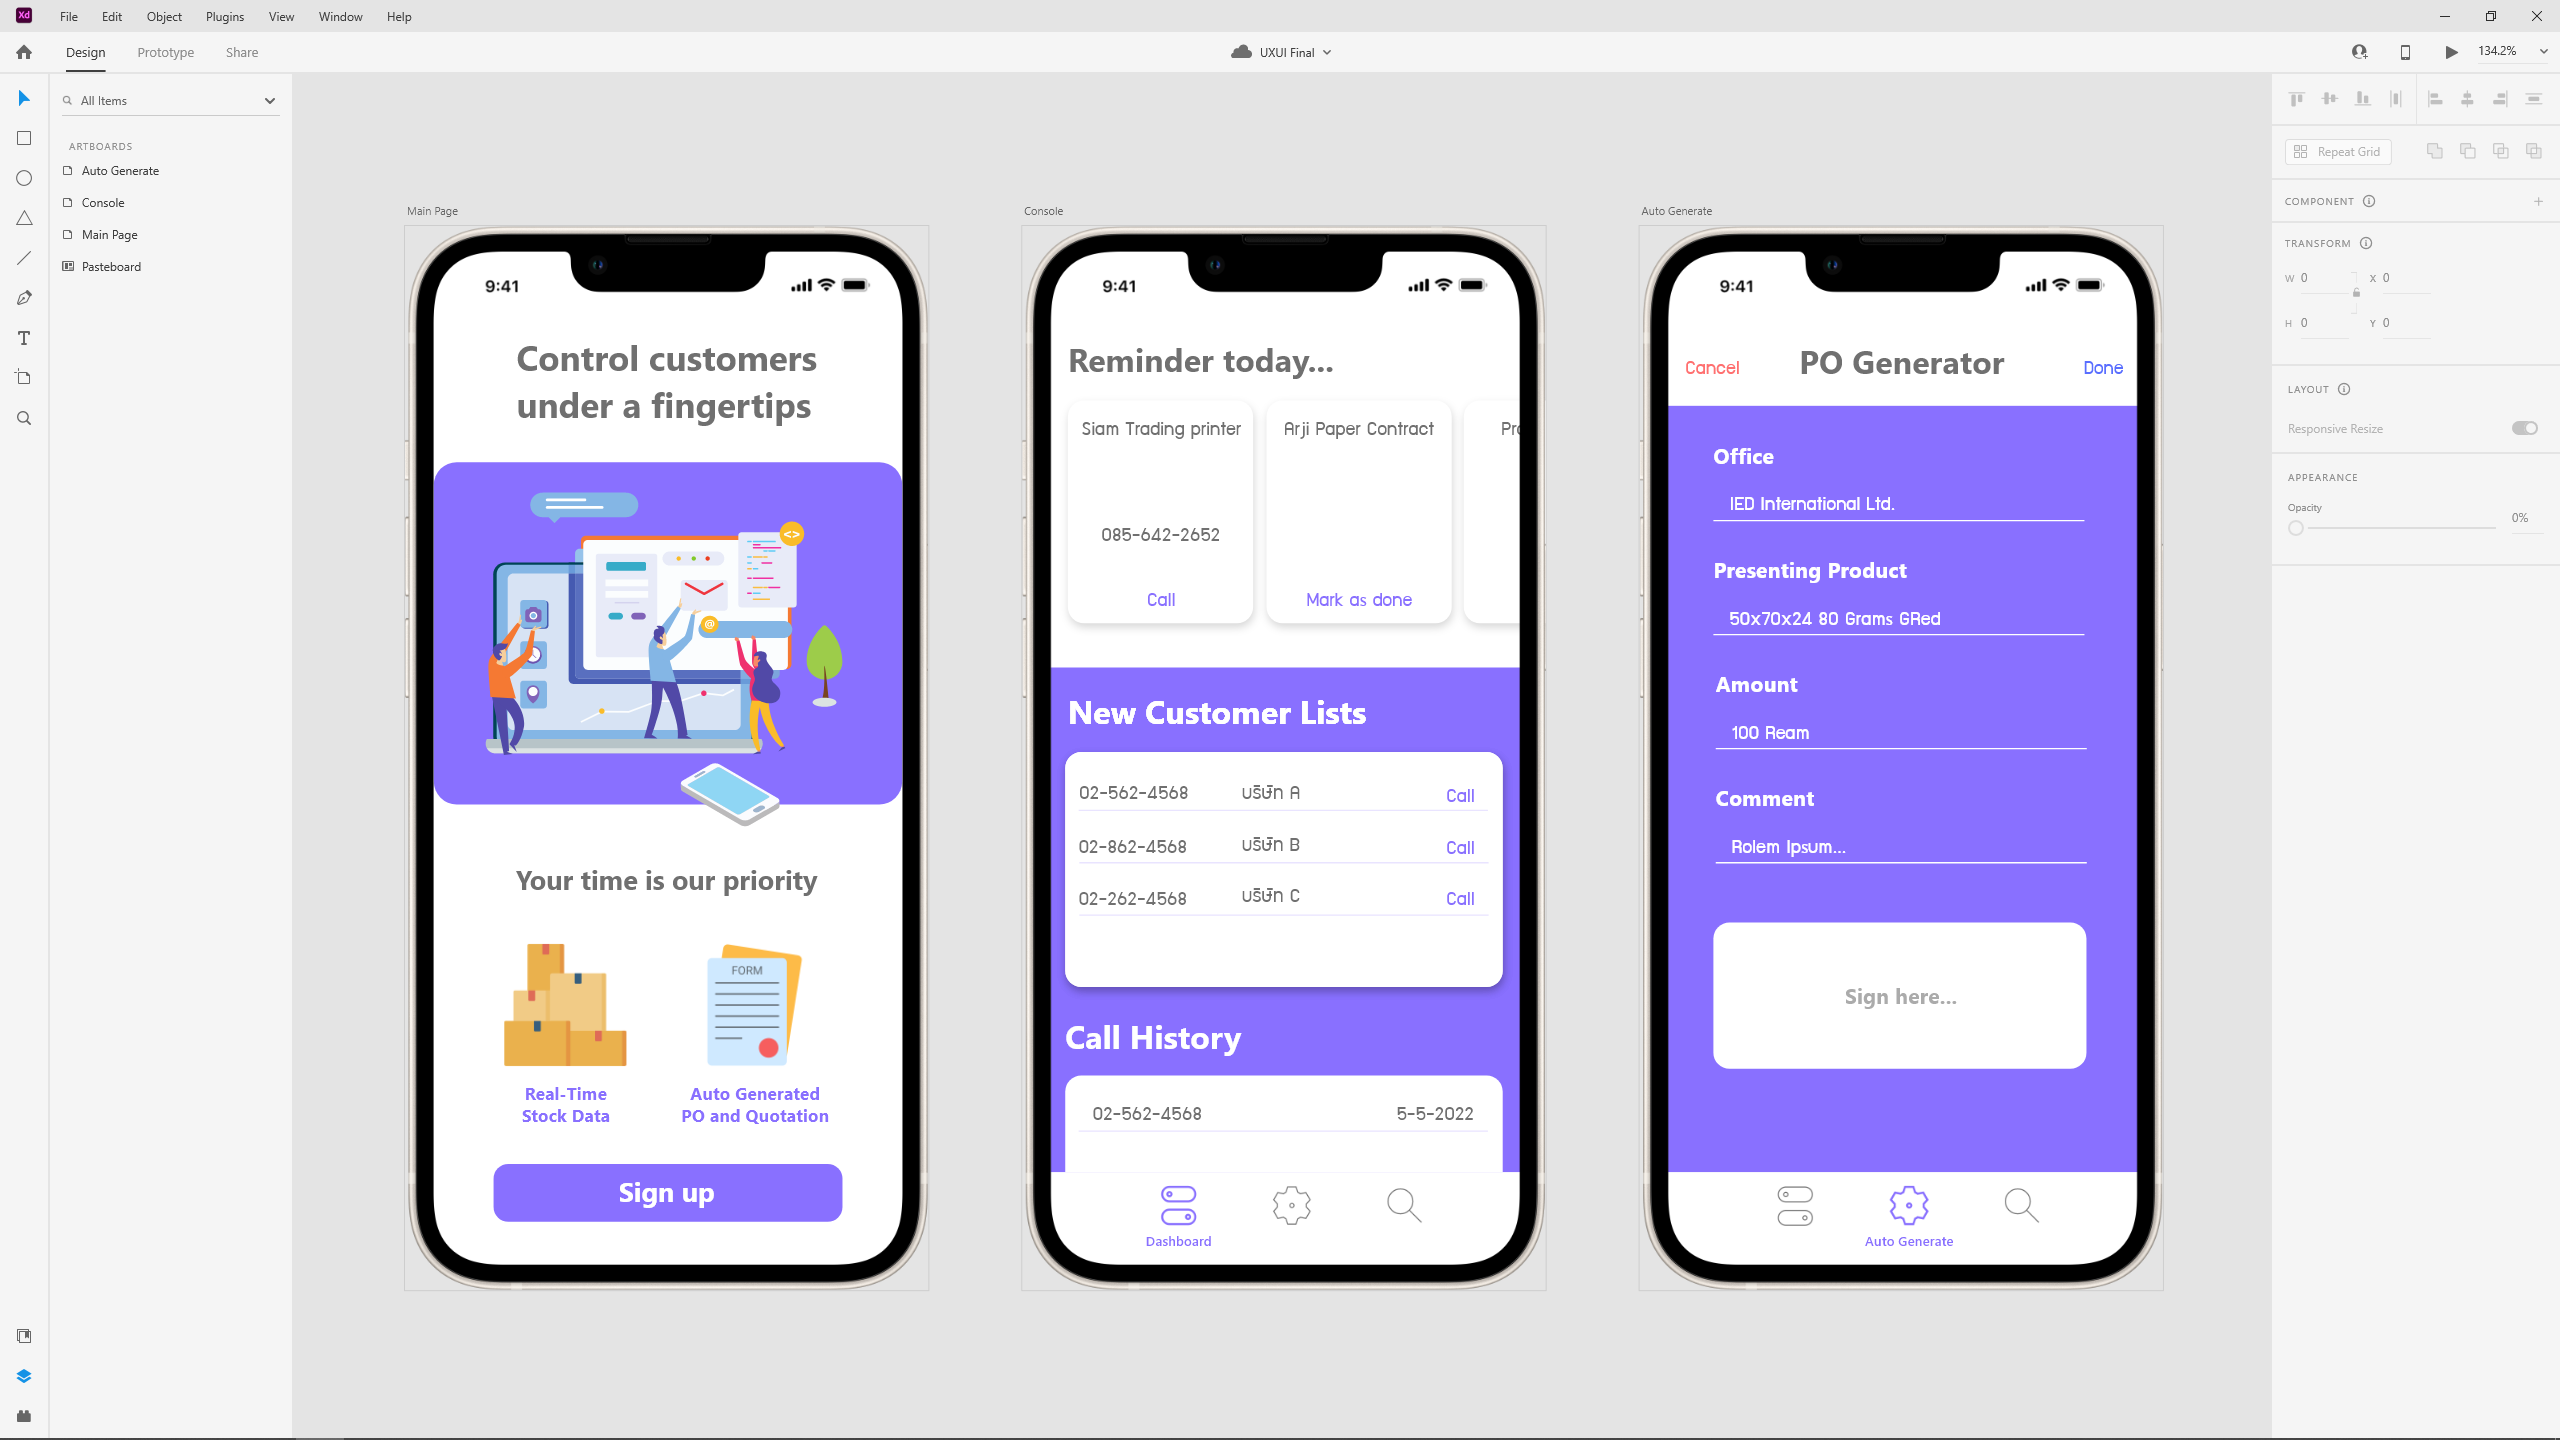 Xd File Edit Object Plugins View Window Help
Design Prototype Share
UXUI Final
134.2%
All Items
ARTBOARDS
Auto Generate
Console
Main Page
Pasteboard
Main Page
9:41
Control customers
under a fingertips
<>
@
Your time is our priority
FORM
Real-Time
Stock Data
Auto Generated
PO and Quotation
Sign up
Console
9:41
Reminder today...
Siam Trading printer
085-642-2652
Call
Arji Paper Contract
Mark as done
New Customer Lists
02-562-4568 บริษัท A Call
02-862-4568 บริษัท B Call
02-262-4568 บริษัท C Call
Call History
02-562-4568 5-5-2022
Dashboard
Auto Generate
9:41
Cancel PO Generator Done
Office
IED International Ltd.
Presenting Product
50x70x24 80 Grams GRed
Amount
100 Ream
Comment
Rolem Ipsum...
Sign here...
Auto Generate
Repeat Grid
COMPONENT
TRANSFORM
W 0 X 0
H 0 Y 0
LAYOUT
Responsive Resize
APPEARANCE
Opacity
0%